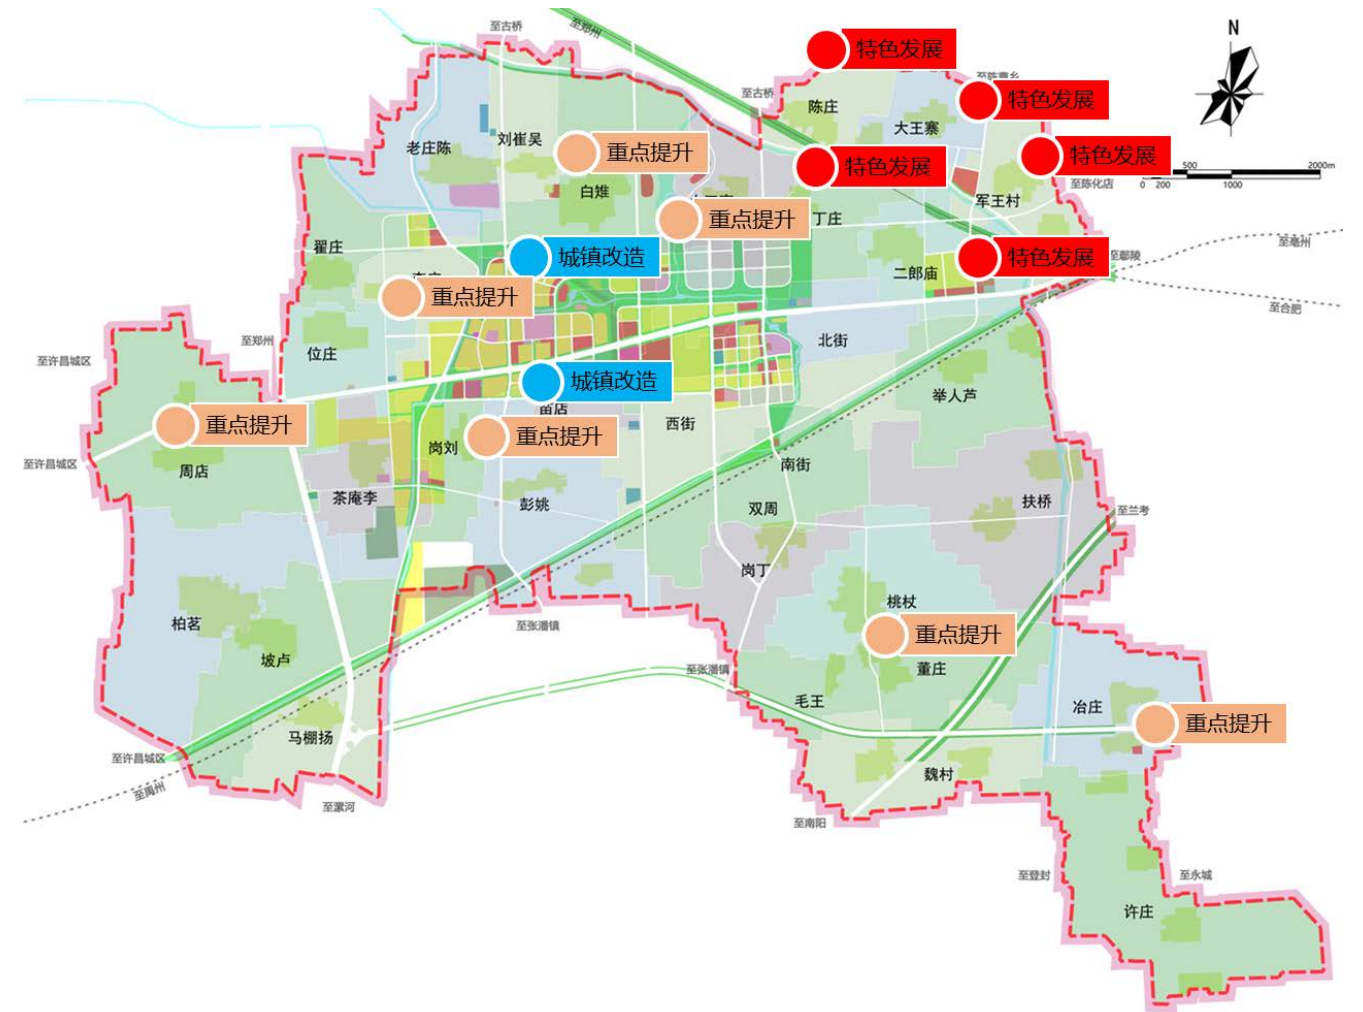 至古桥
至郑州
N
特色发展
至古桥
陈庄
特色发展
大王寨
刘崔吴
老庄陈
重点提升
特色发展
特色发展
500
2000m
0
200
1000
至陈化店
白雉
军王村
重点提升
丁庄
翟庄
城镇改造
特色发展
至鄢陵
至亳州
二郎庙
重点提升
至合肥
至郑州
至许昌城区
位庄
北街
城镇改造
举人芦
重点提升
西街
重点提升
岗刘
至许昌城区
周店
南街
茶庵李
彭姚
双周
扶桥
至兰考
岗丁
桃杖
柏茗
至张潘镇
重点提升
坡卢
至张潘镇
董庄
毛王
冶庄
重点提升
马棚扬
至许昌城区
魏村
至禹州
至漯河
至南阳
至登封
至永城
许庄